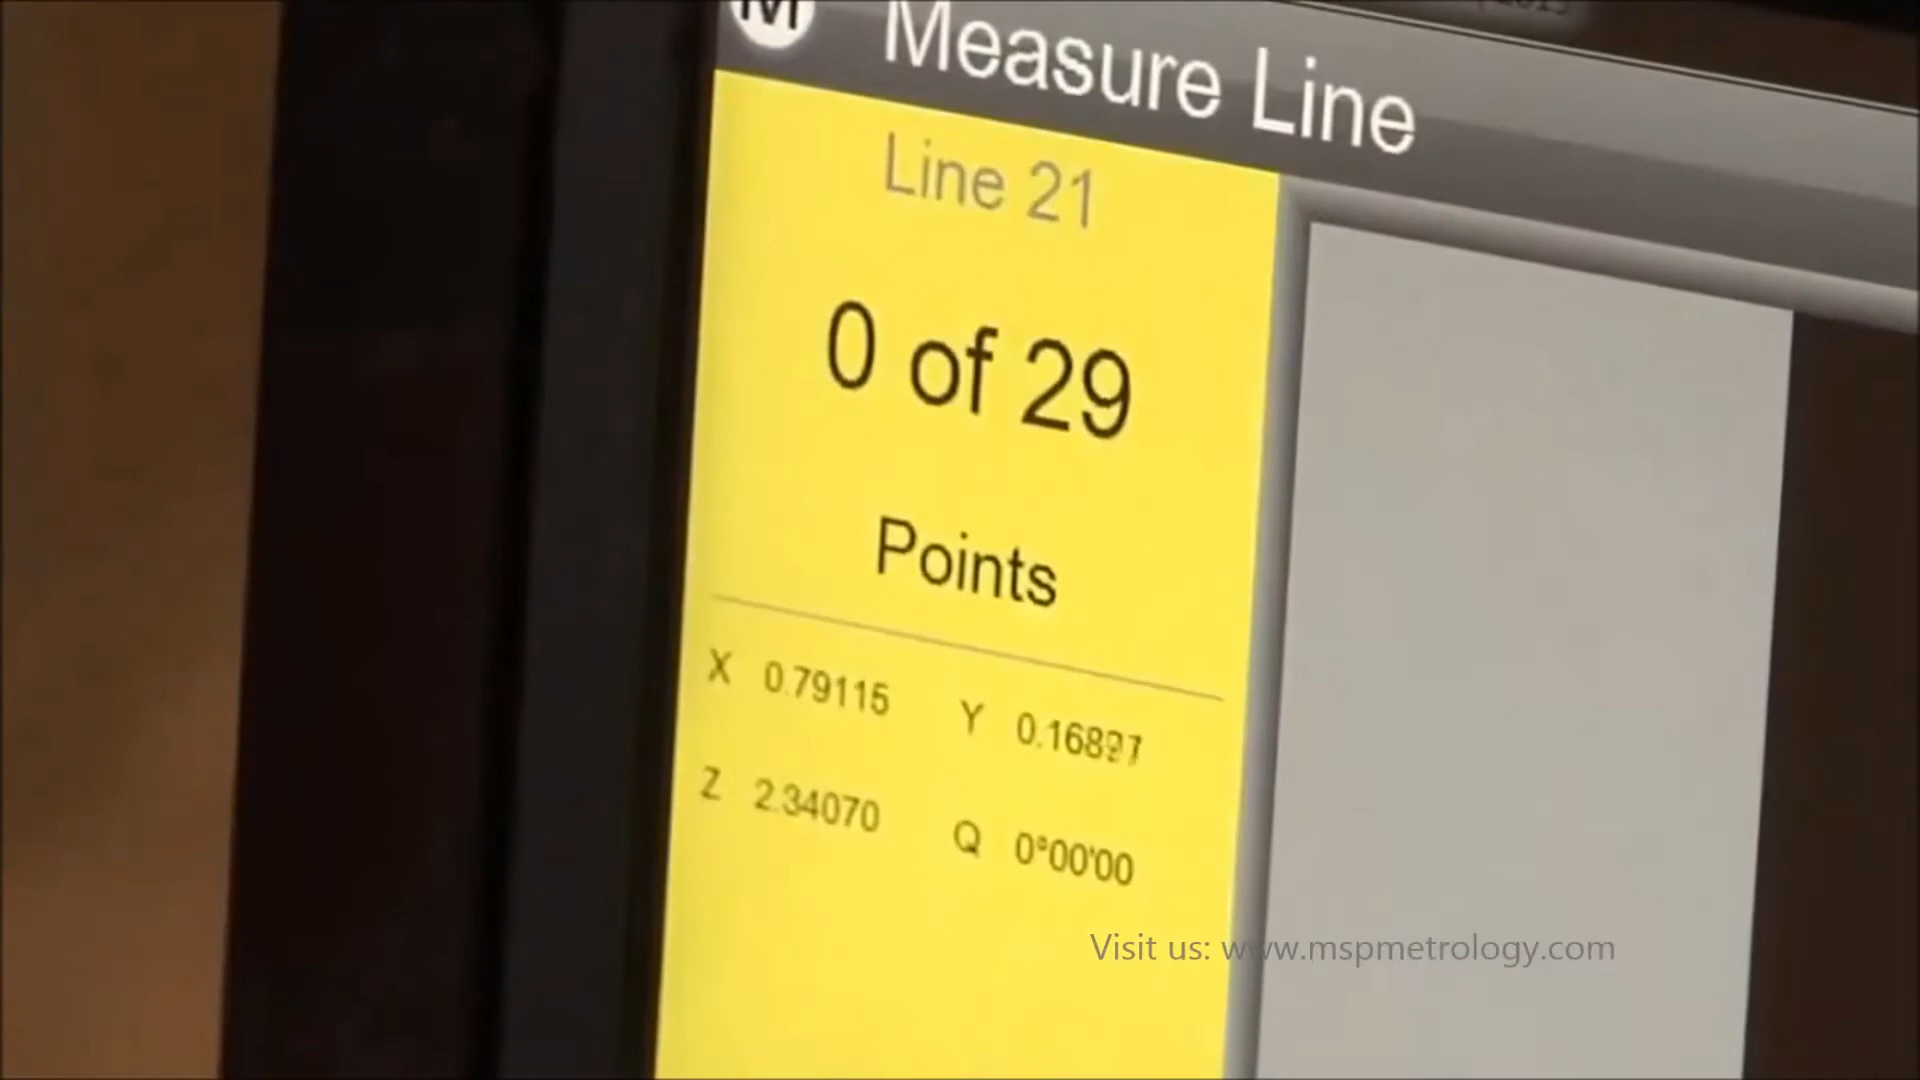 M Measure Line
Line 21
0 of 29
Points
X 0.79115 Y
Z 2.34070 Q 0°00'00
Visit us: www.mspmetrology.com